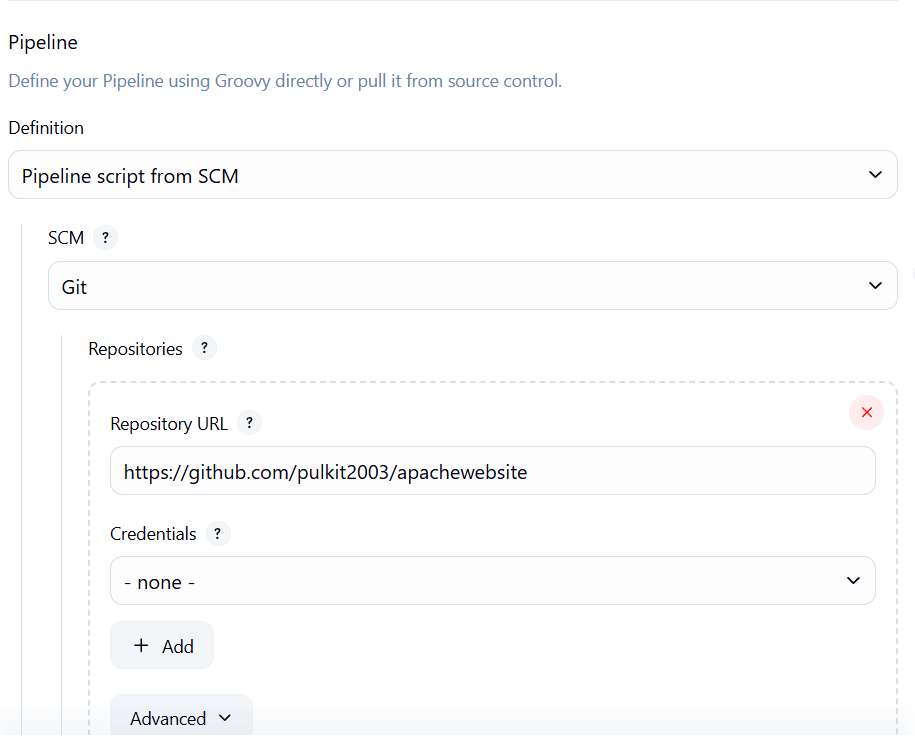 Pipeline
Define your Pipeline using Groovy directly or pull it from source control.
Definition
Pipeline script from SCM
SCM ?
Git
Repositories ?
Repository URL ?
https://github.com/pulkit2003/apachewebsite
Credentials ?
- none -
+ Add
Advanced